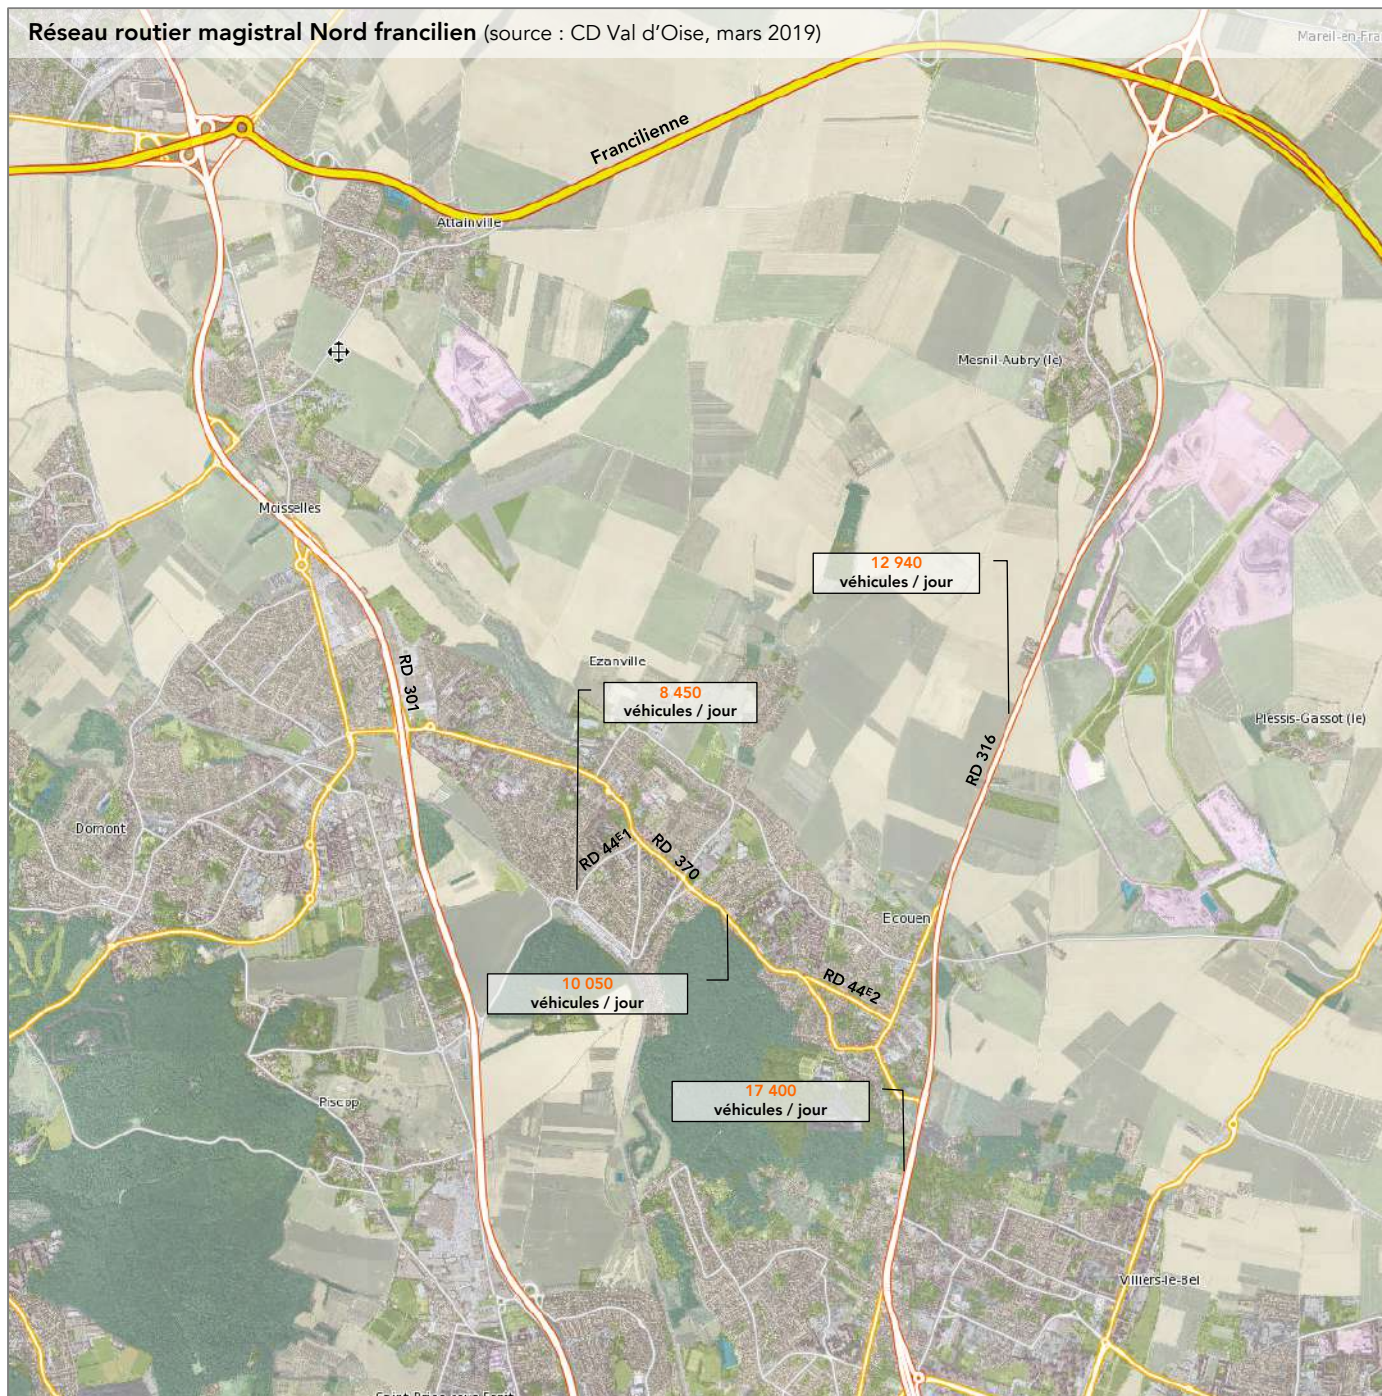 Réseau routier magistral Nord francilien (source : CD Val d'Oise, mars 2019)
Mareil-en-Fra
Francilienne
Attainville
Mesnil-Aubry (le)
Moisselles
12 940
véhicules / jour
Ezanville
RD 301
8 450
véhicules / jour
Plessis-Gassot (le)
RD 316
Domont
RD 44E1
RD 370
Ecouen
10 050
véhicules / jour
RD 44E2
17 400
véhicules / jour
Piscop
Villiers-le-Bel